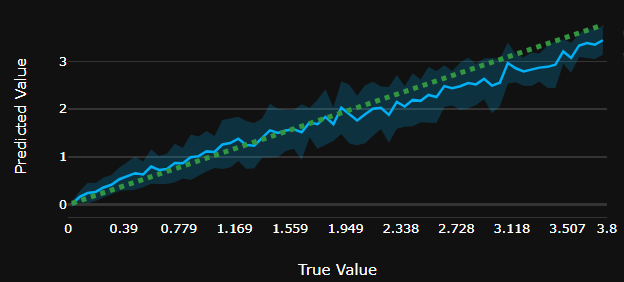 Predicted Value
3
2
1
0
0 0.39 0.779 1.169 1.559 1.949 2.338 2.728 3.118 3.507 3.8
True Value